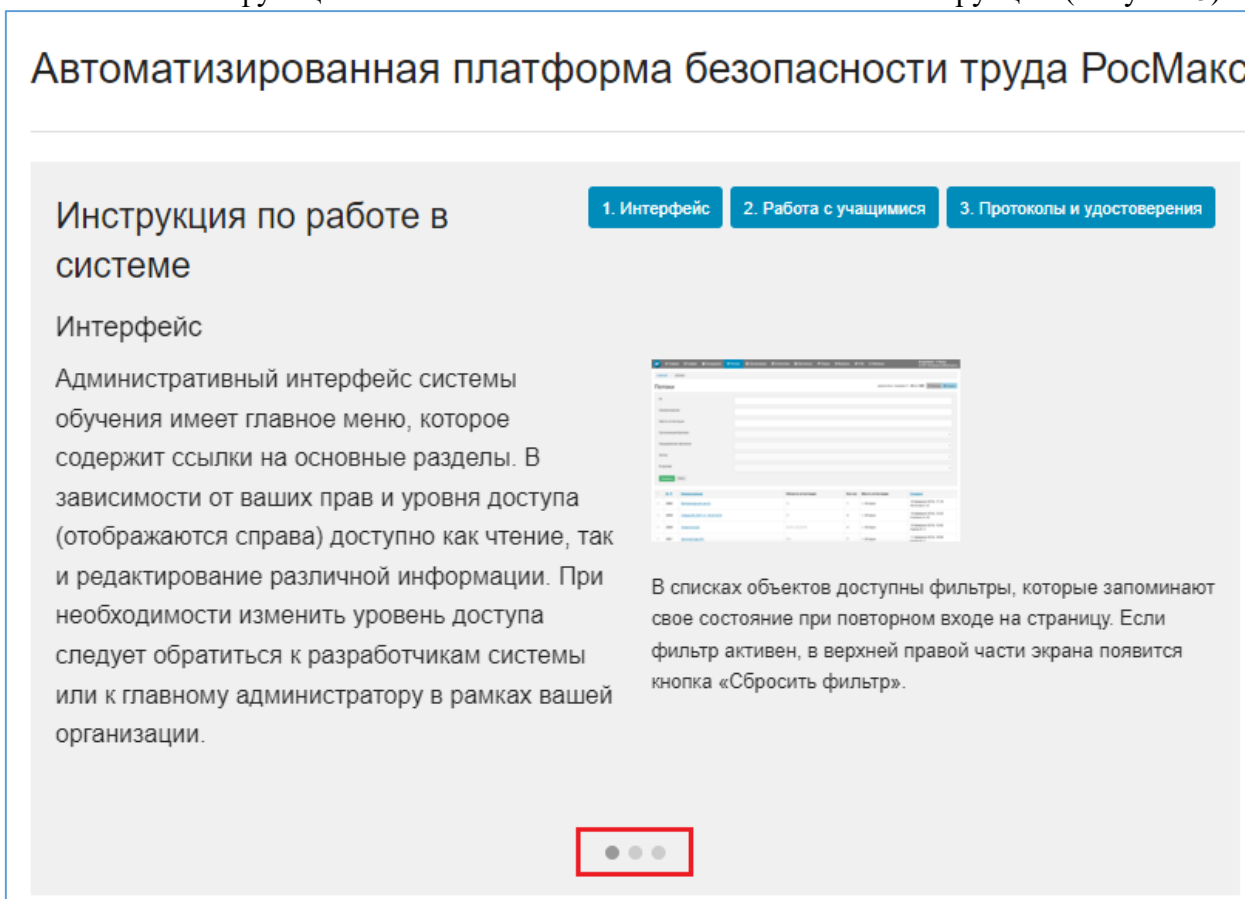 Автоматизированная платформа безопасности труда РосМакс
Инструкция по работе в
системе
1. Интерфейс
2. Работа с учащимися
3. Протоколы и удостоверения
Интерфейс
Административный интерфейс системы
обучения имеет главное меню, которое
содержит ссылки на основные разделы. В
зависимости от ваших прав и уровня доступа
(отображаются справа) доступно как чтение, так
и редактирование различной информации. При
необходимости изменить уровень доступа
следует обратиться к разработчикам системы
или к главному администратору в рамках вашей
организации.
Потоки
В списках объектов доступны фильтры, которые запоминают
свое состояние при повторном входе на страницу. Если
фильтр активен, в верхней правой части экрана появится
кнопка «Сбросить фильтр».